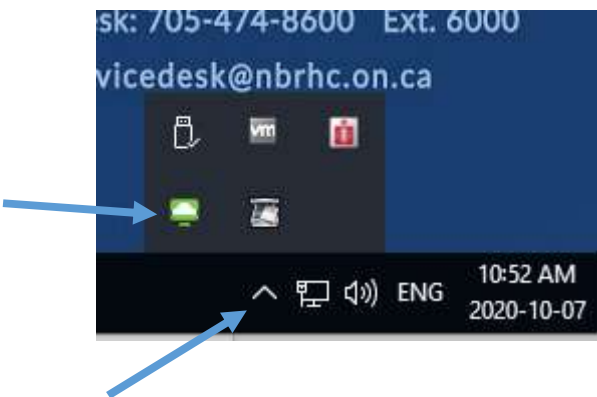 sk: 705-474-8600 Ext. 6000
vicedesk@nbrhc.on.ca
vm
ENG
10:52 AM
2020-10-07